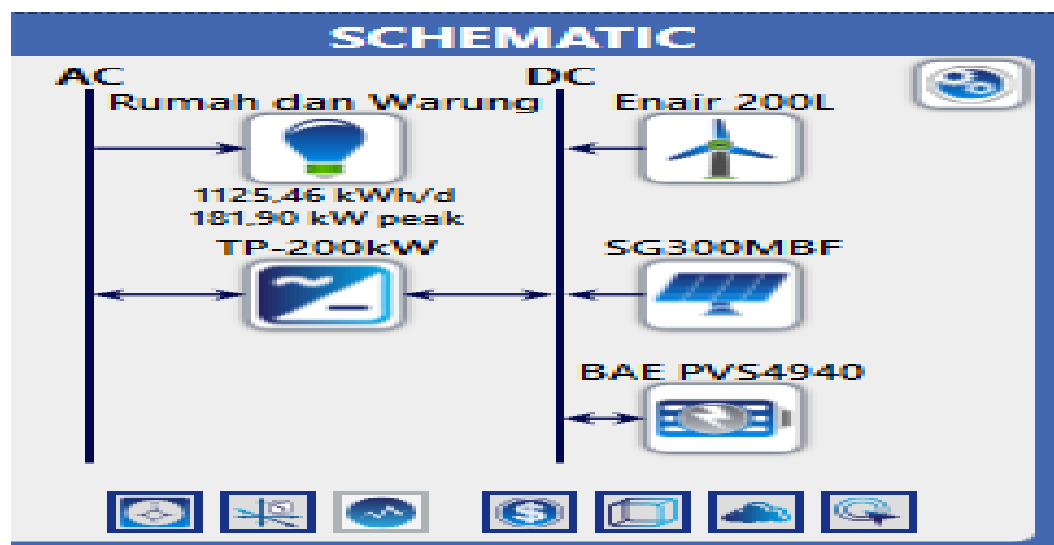 SCHEMATIC
AC
DC
Rumah dan Warung
Enair 200L
1125,46 kWh/d
181,90 kW peak
TP-200kW
SG300MBF
BAE PVS4940